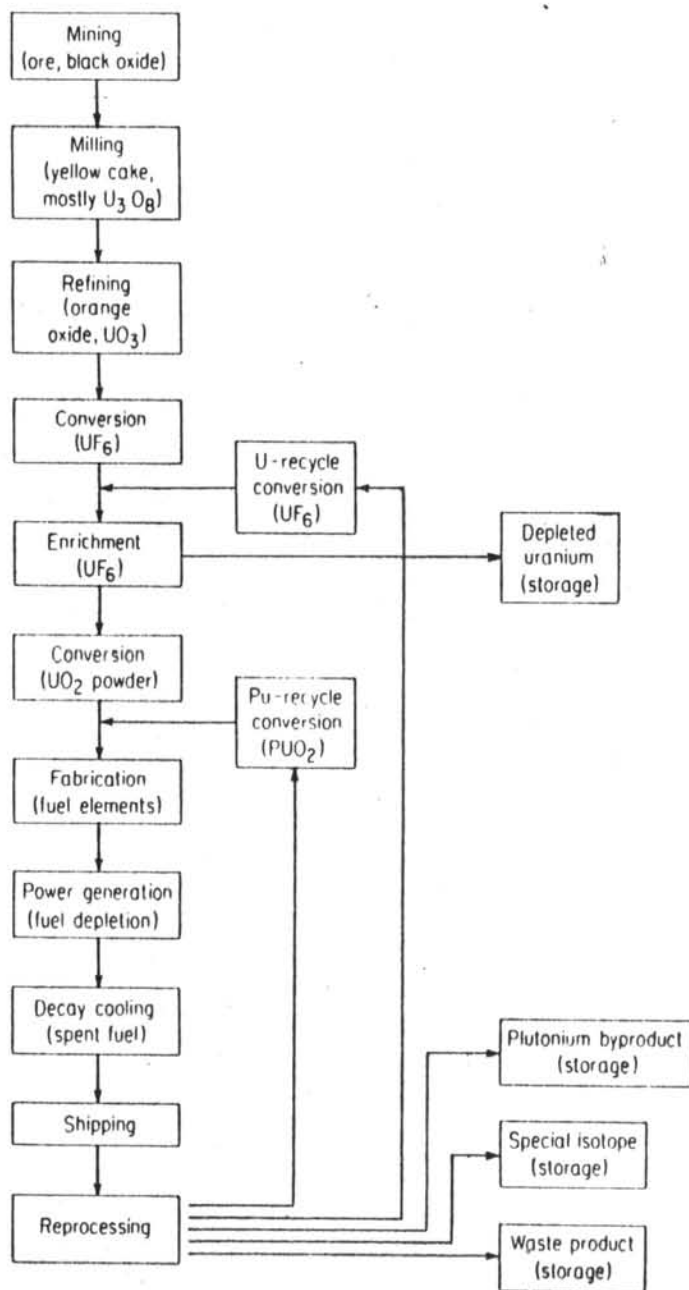 Mining
(ore, black oxide)
Milling
(yellow cake,
mostly U₃O₈)
Refining
(orange
oxide, UO₃)
Conversion
(UF₆)
U-recycle
conversion
(UF₆)
Enrichment
(UF₆)
Depleted
uranium
(storage)
Conversion
(UO₂ powder)
Pu-recycle
conversion
(PUO₂)
Fabrication
(fuel elements)
Power generation
(fuel depletion)
Decay cooling
(spent fuel)
Plutonium byproduct
(storage)
Shipping
Special isotope
(storage)
Reprocessing
Waste product
(storage)